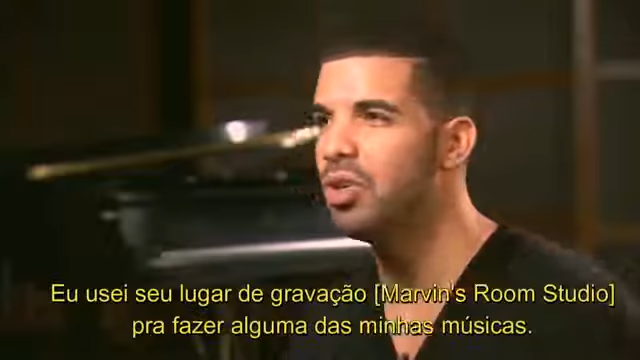 Eu usei seu lugar de gravação [Marvin's Room Studio]
pra fazer alguma das minhas músicas.